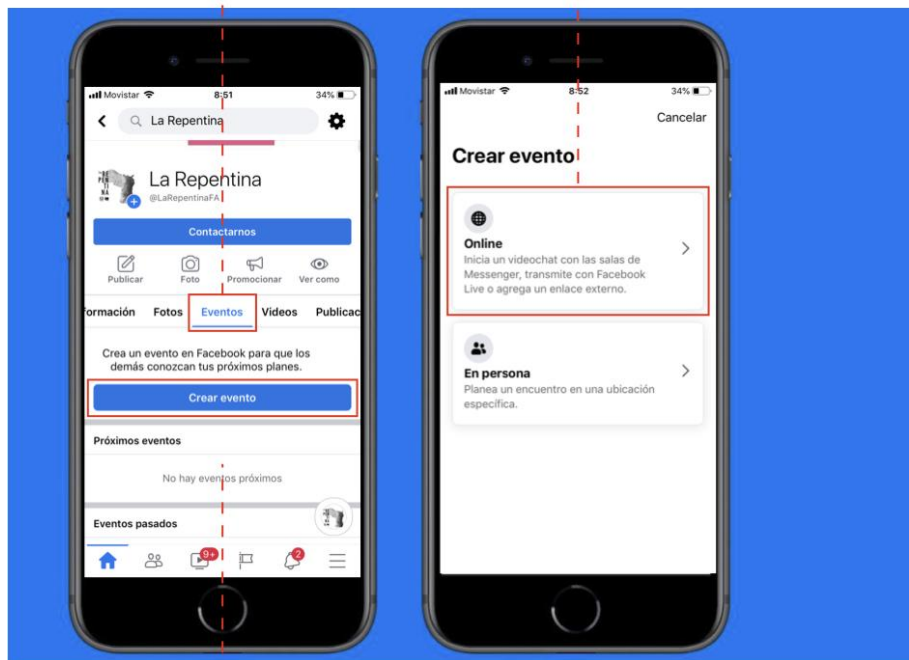 Movistar 8:51 34%
La Repentina
La Repentina
@LaRepentinaFA
Contactarnos
Publicar Foto Promocionar Ver como
formación Fotos Eventos Videos Publicac
Crea un evento en Facebook para que los
demás conozcan tus próximos planes.
Crear evento
Próximos eventos
No hay eventos próximos
Eventos pasados
9+ 2
Movistar 8:52 34%
Cancelar
Crear evento
Online
Inicia un videochat con las salas de
Messenger, transmite con Facebook
Live o agrega un enlace externo.
En persona
Planea un encuentro en una ubicación
específica.